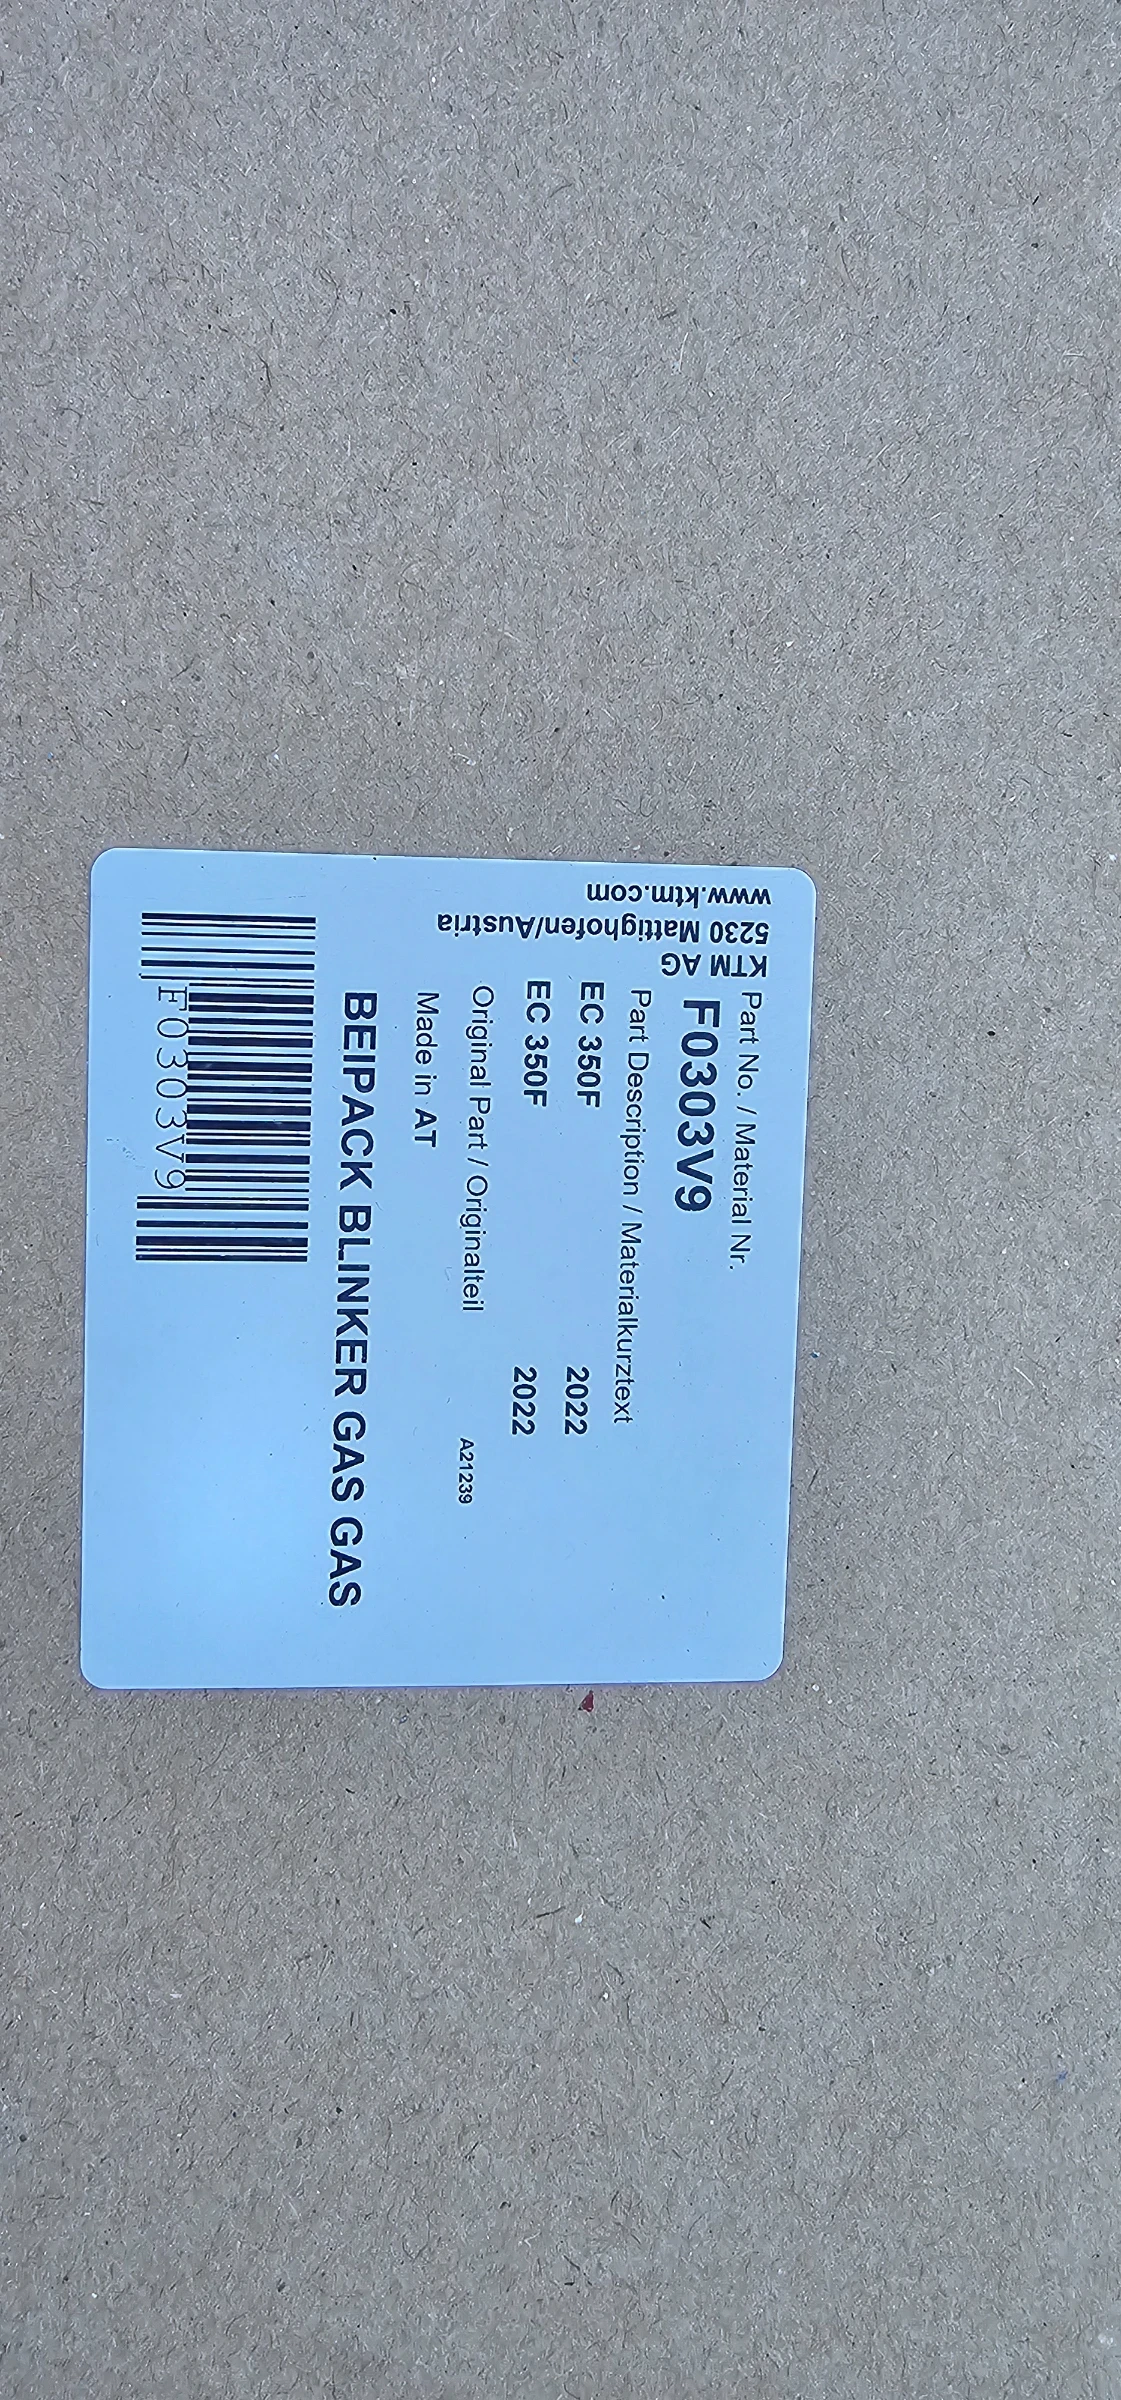 KTM AG
5230 Mattighofen/Austria
www.ktm.com
Part No. / Material Nr.
F0303V9
Part Description / Materialkurztext
EC 350F 2022
EC 350F 2022
Original Part / Originalteil A21239
Made in AT
BEIPACK BLINKER GAS GAS
F0303V9